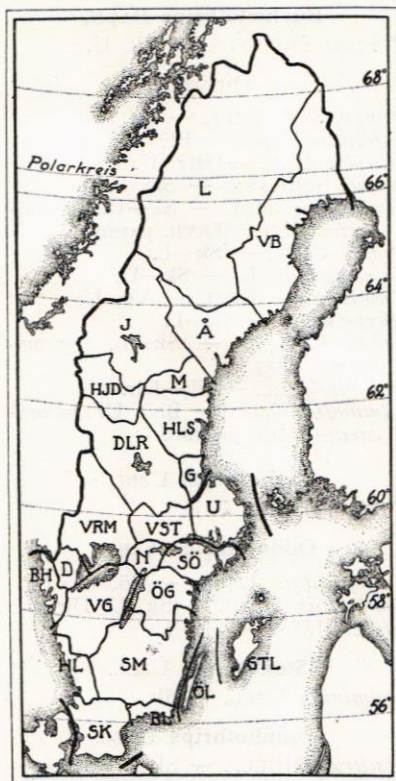 68°
Polarkreis
L
66°
VB
64°
J
Å
HJD
M
62°
HLS
DLR
G
60°
VRM
VST
U
BH
D
N
SÖ
VG
ÖG
58°
HL
SM
ÖL
GTL
SK
BL
56°